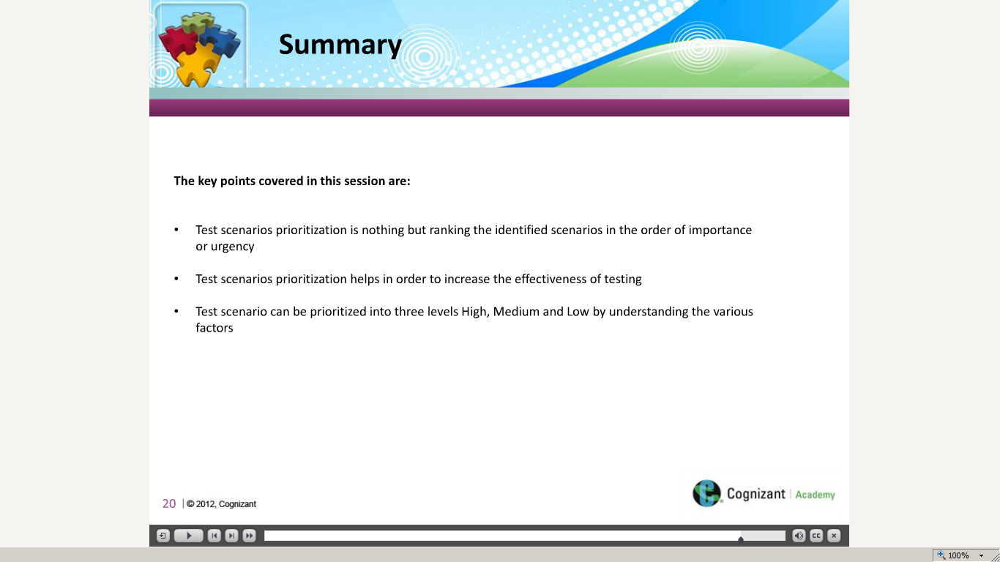 Summary
The key points covered in this session are:
• Test scenarios prioritization is nothing but ranking the identified scenarios in the order of importance
or urgency
• Test scenarios prioritization helps in order to increase the effectiveness of testing
• Test scenario can be prioritized into three levels High, Medium and Low by understanding the various
factors
20 | © 2012, Cognizant
Cognizant | Academy
CC
100%